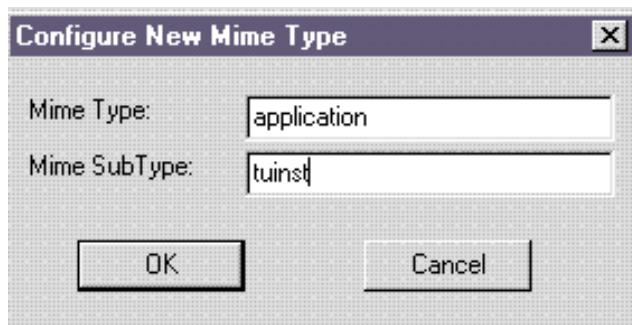 Configure New Mime Type
Mime Type: application
Mime SubType: tuinst
OK Cancel